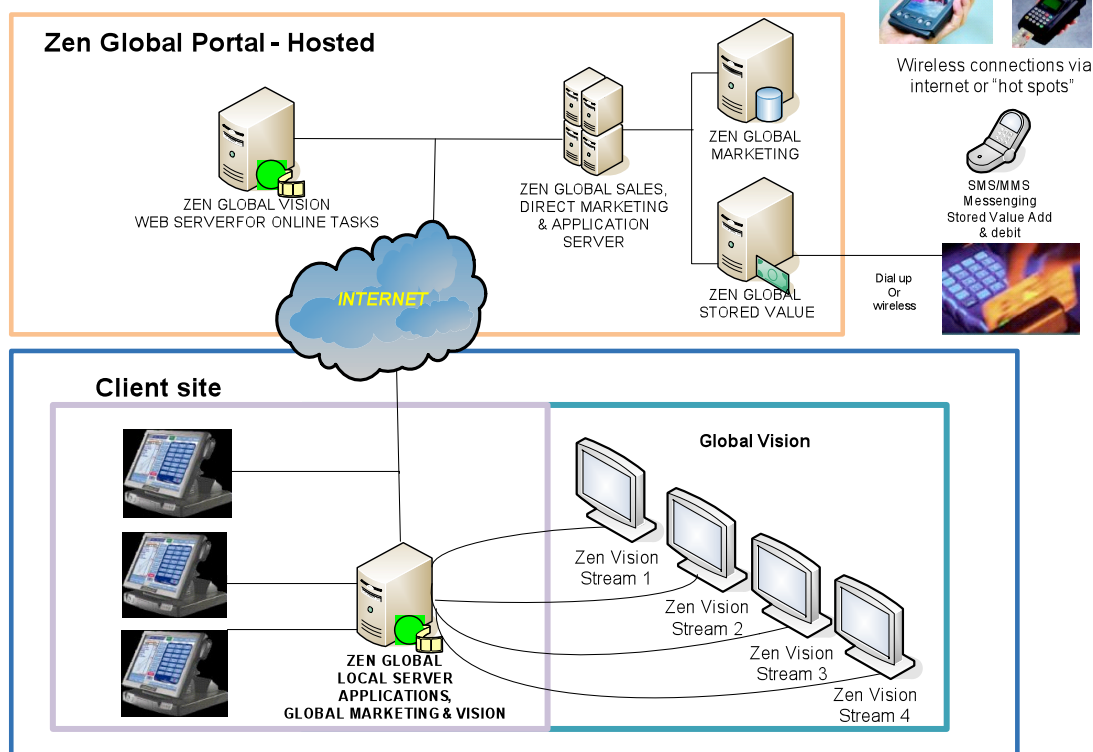 Zen Global Portal - Hosted
ZEN GLOBAL VISION
WEB SERVERFOR ONLINE TASKS
ZEN GLOBAL SALES,
DIRECT MARKETING
& APPLICATION
SERVER
ZEN GLOBAL
MARKETING
ZEN GLOBAL
STORED VALUE
Wireless connections via
internet or “hot spots”
SMS/MMS
Messenging
Stored Value Add
& debit
Dial up
Or
wireless
INTERNET
Client site
Global Vision
Zen Vision
Stream 1
Zen Vision
Stream 2
Zen Vision
Stream 3
Zen Vision
Stream 4
ZEN GLOBAL
LOCAL SERVER
APPLICATIONS,
GLOBAL MARKETING & VISION